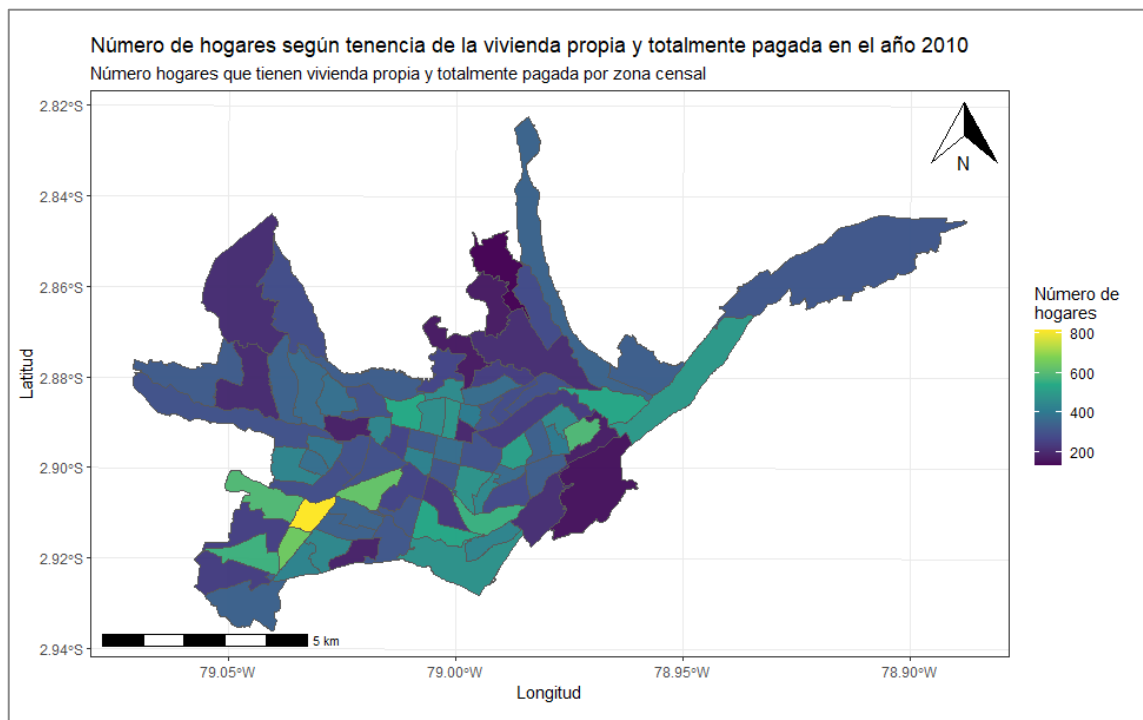 Número de hogares según tenencia de la vivienda propia y totalmente pagada en el año 2010
Número hogares que tienen vivienda propia y totalmente pagada por zona censal
2.82°S
2.84°S
2.86°S
2.88°S
2.90°S
2.92°S
2.94°S
Latitud
N
5 km
79.05°W
79.00°W
78.95°W
78.90°W
Longitud
Número de
hogares
800
600
400
200